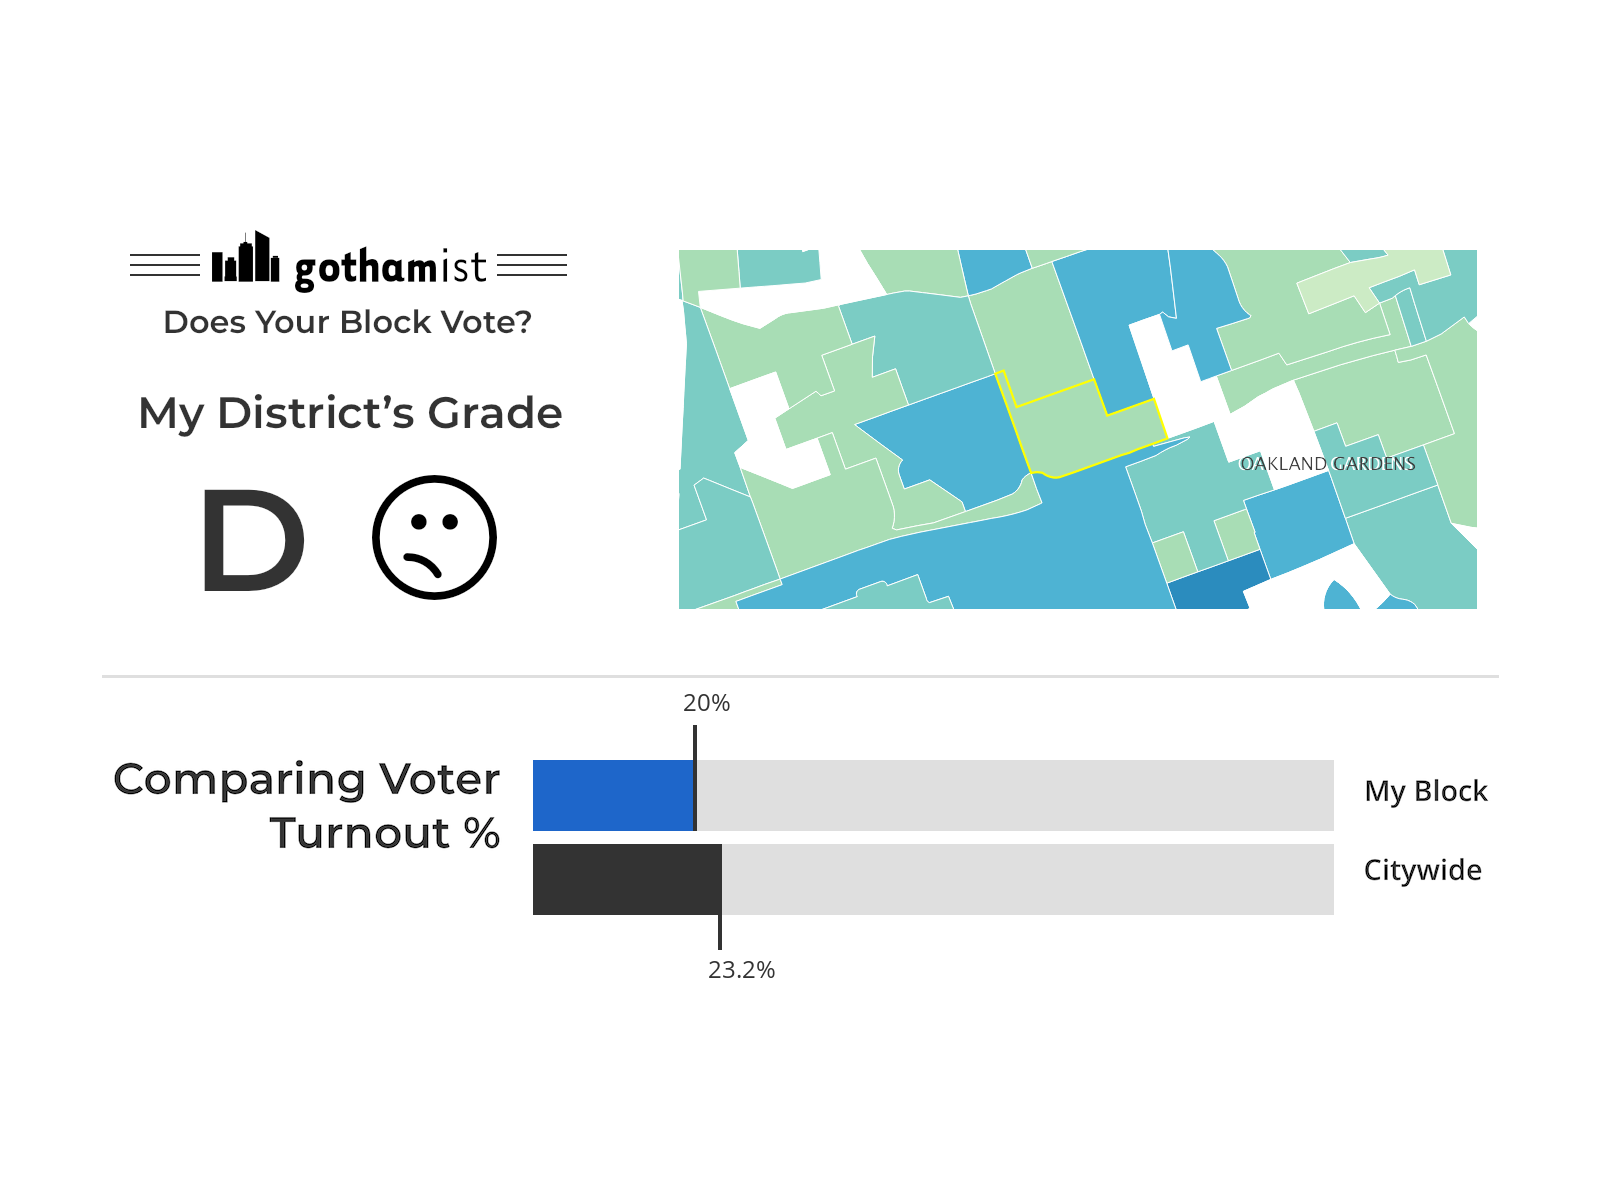 gothamist
Does Your Block Vote?
My District’s Grade
D
OAKLAND GARDENS
20%
Comparing Voter
Turnout %
My Block
Citywide
23.2%